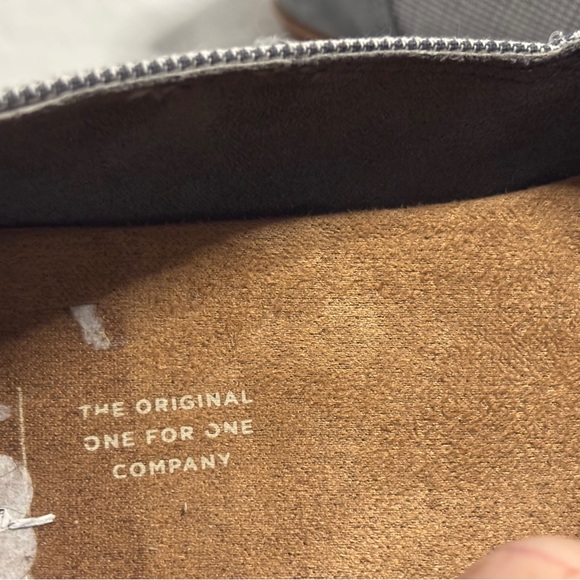 THE ORIGINAL
ONE FOR ONE
COMPANY